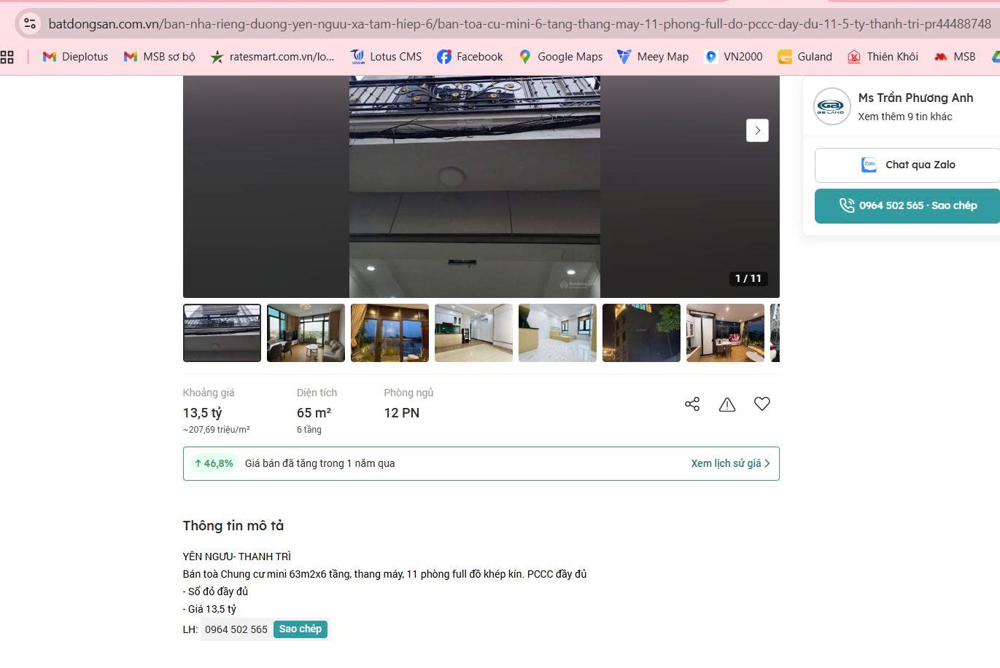 batdongsan.com.vn/ban-nha-rieng-duong-yen-nguu-xa-tam-hiep-6/ban-toa-cu-mini-6-tang-thang-may-11-phong-full-do-pccc-day-du-11-5-ty-thanh-tri-pr44488748
Dieplotus
MSB sơ bộ
ratesmart.com.vn/lo...
Lotus CMS
Facebook
Google Maps
Meey Map
VN2000
Guland
Thiên Khôi
MSB
Ms Trần Phương Anh
Xem thêm 9 tin khác
Zalo Chat qua Zalo
0964 502 565 · Sao chép
1 / 11
Khoảng giá
Diện tích
Phòng ngủ
13,5 tỷ
65 m²
12 PN
~207,69 triệu/m²
6 tầng
46,8%
Giá bán đã tăng trong 1 năm qua
Xem lịch sử giá
Thông tin mô tả
YÊN NGƯU- THANH TRÌ
Bán toà Chung cư mini 63m2x6 tầng, thang máy, 11 phòng full đồ khép kín. PCCC đầy đủ
- Sổ đỏ đầy đủ
- Giá 13,5 tỷ
LH: 0964 502 565 Sao chép